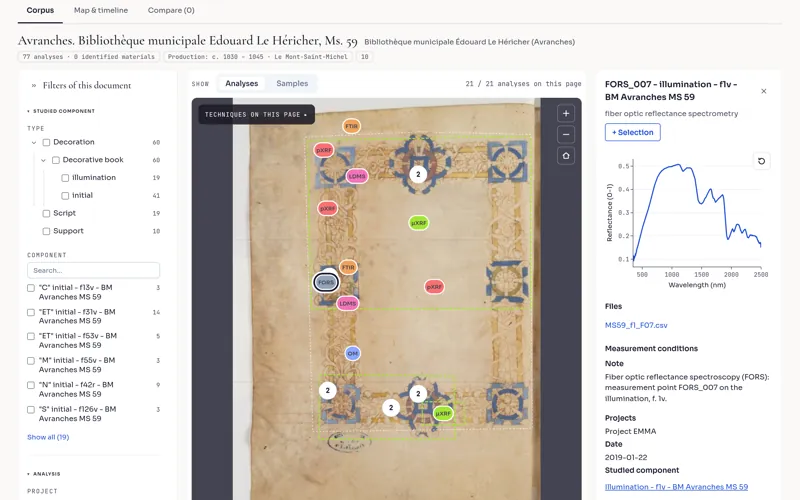 Corpus
Map & timeline
Compare (0)
Avranches. Bibliothèque municipale Edouard Le Héricher, Ms. 59
Bibliothèque municipale Édouard Le Héricher (Avranches)
77 analyses · 0 identified materials
Production: c. 1030 – 1045 · Le Mont-Saint-Michel
10
» Filters of this document
STUDIED COMPONENT
TYPE
Decoration 60
Decorative book 60
illumination 19
initial 41
Script 19
Support 10
COMPONENT
Search...
"C" initial - f13v - BM 3
Avranches MS 59
"ET" initial - f31v - BM 14
Avranches MS 59
"ET" initial - f53v - BM 5
Avranches MS 59
"M" initial - f55v - BM 3
Avranches MS 59
"N" initial - f42r - BM 9
Avranches MS 59
"S" initial - f126v - BM 3
Avranches MS 59
Show all (19)
ANALYSIS
PROJECT
SHOW
Analyses
Samples
21 / 21 analyses on this page
TECHNIQUES ON THIS PAGE
+
−
FTIR
pXRF
LDMS
2
pXRF
µXRF
FTIR
FORS
pXRF
LDMS
OM
2
2
2
µXRF
FORS_007 - illumination - f1v -
BM Avranches MS 59
×
fiber optic reflectance spectrometry
+ Selection
Reflectance (0-1)
0.5
0.4
0.3
0.2
0.1
500
1000
1500
2000
2500
Wavelength (nm)
Files
MS59_f1_F07.csv
Measurement conditions
Note
Fiber optic reflectance spectroscopy (FORS):
measurement point FORS_007 on the
illumination, f. 1v.
Projects
Project EMMA
Date
2019-01-22
Studied component
Illumination - f1v - BM Avranches MS 59